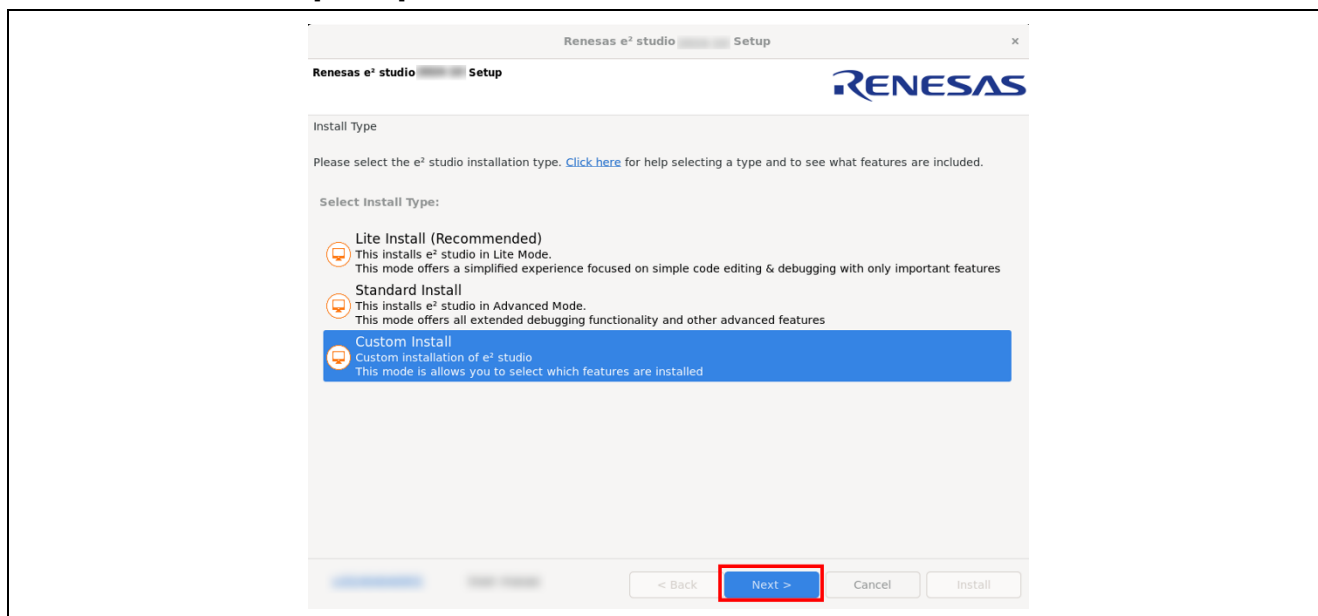 Renesas e² studio Setup
×
Renesas e² studio Setup
RENESAS
Install Type
Please select the e² studio installation type. Click here for help selecting a type and to see what features are included.
Select Install Type:
Lite Install (Recommended)
This installs e² studio in Lite Mode.
This mode offers a simplified experience focused on simple code editing & debugging with only important features
Standard Install
This installs e² studio in Advanced Mode.
This mode offers all extended debugging functionality and other advanced features
Custom Install
Custom installation of e² studio
This mode is allows you to select which features are installed
< Back Next > Cancel Install